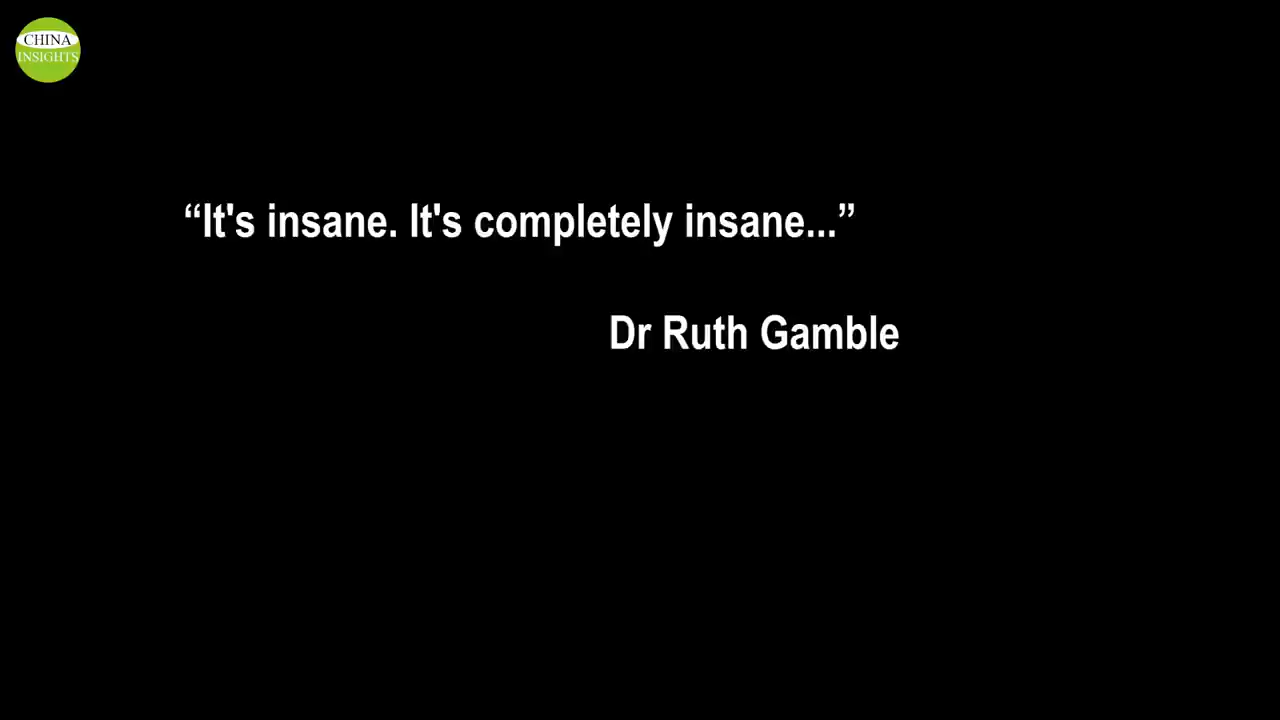 CHINA
INSIGHTS
“It's insane. It's completely insane...”
Dr Ruth Gamble